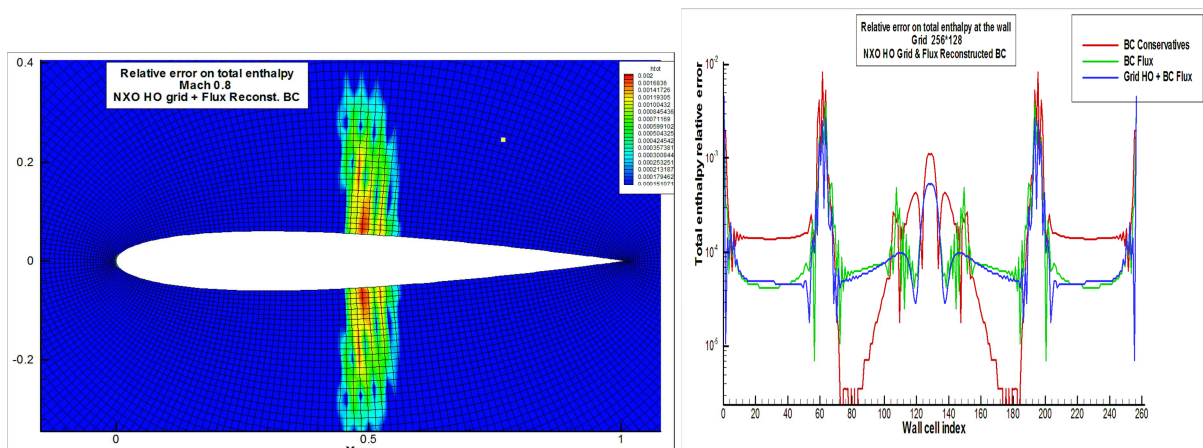 Relative error on total enthalpy
Mach 0.8
NXO HO grid + Flux Reconst. BC
htot
0.002
0.0016836
0.00141726
0.00119305
0.00100432
0.000845436
0.00071169
0.000599102
0.000504325
0.000424542
0.000357381
0.000300844
0.000253251
0.000213187
0.000179462
0.000151071
0.4
0.2
0
-0.2
0
0.5
1
Relative error on total enthalpy at the wall
Grid 256*128
NXO HO Grid & Flux Reconstructed BC
BC Conservatives
BC Flux
Grid HO + BC Flux
Total enthalpy relative error
10-2
10-3
10-4
10-5
0 20 40 60 80 100 120 140 160 180 200 220 240 260
Wall cell index